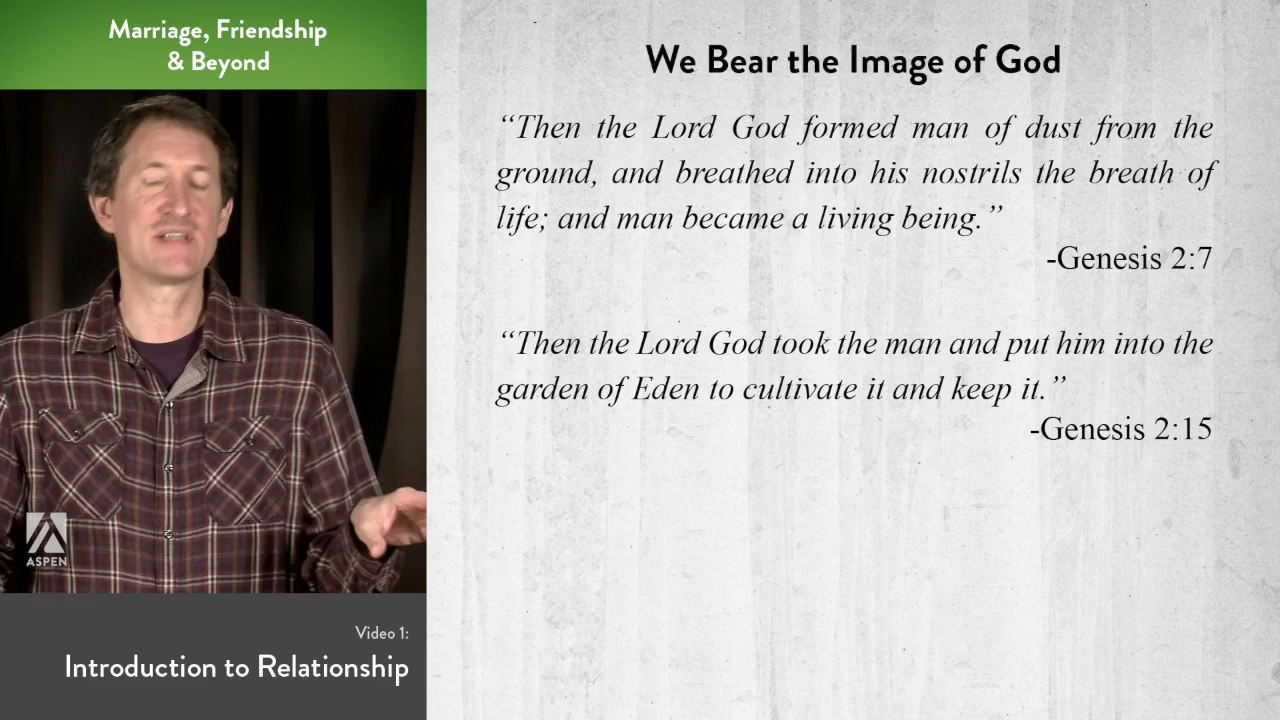 Marriage, Friendship
& Beyond
ASPEN
Video 1:
Introduction to Relationship
We Bear the Image of God
“Then the Lord God formed man of dust from the
ground, and breathed into his nostrils the breath of
life; and man became a living being.”
-Genesis 2:7
“Then the Lord God took the man and put him into the
garden of Eden to cultivate it and keep it.”
-Genesis 2:15